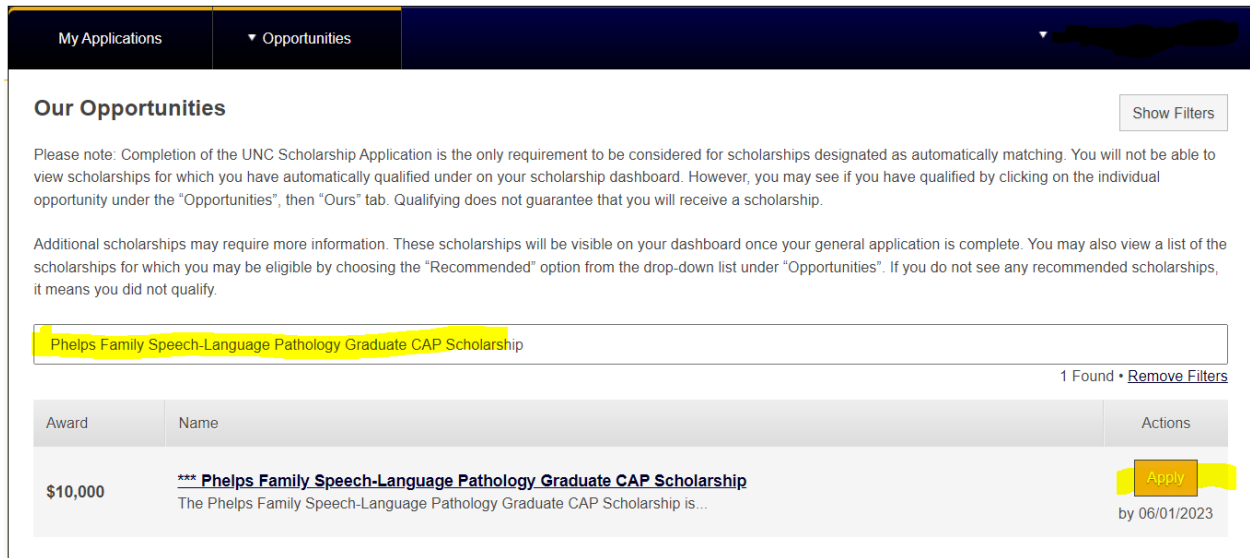 My Applications
Opportunities
Our Opportunities
Show Filters
Please note: Completion of the UNC Scholarship Application is the only requirement to be considered for scholarships designated as automatically matching. You will not be able to
view scholarships for which you have automatically qualified under on your scholarship dashboard. However, you may see if you have qualified by clicking on the individual
opportunity under the “Opportunities”, then “Ours” tab. Qualifying does not guarantee that you will receive a scholarship.
Additional scholarships may require more information. These scholarships will be visible on your dashboard once your general application is complete. You may also view a list of the
scholarships for which you may be eligible by choosing the “Recommended” option from the drop-down list under “Opportunities”. If you do not see any recommended scholarships,
it means you did not qualify.
Phelps Family Speech-Language Pathology Graduate CAP Scholarship
1 Found • Remove Filters
Award
Name
Actions
$10,000
*** Phelps Family Speech-Language Pathology Graduate CAP Scholarship
The Phelps Family Speech-Language Pathology Graduate CAP Scholarship is...
Apply
by 06/01/2023